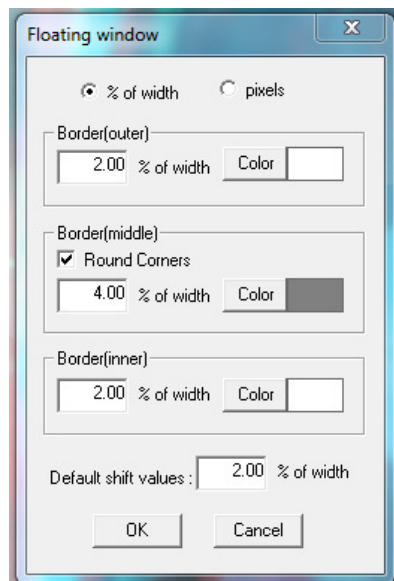 Floating window
% of width pixels
Border(outer)
2.00 % of width Color
Border(middle)
Round Corners
4.00 % of width Color
Border(inner)
2.00 % of width Color
Default shift values : 2.00 % of width
OK Cancel